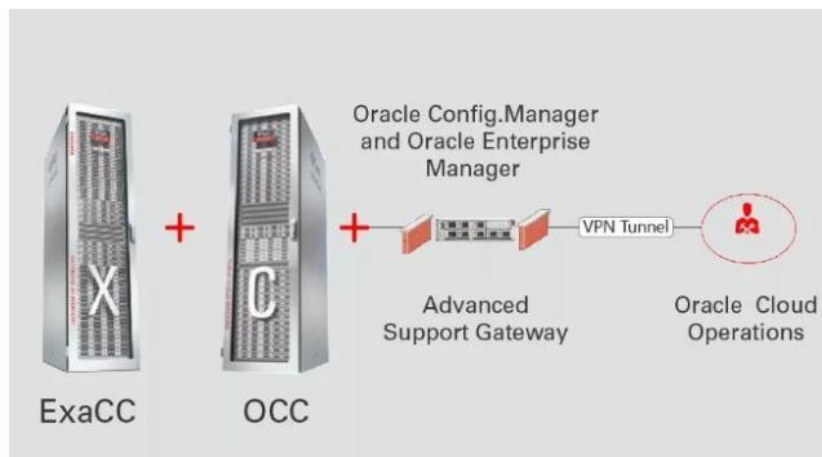 Oracle Config.Manager
and Oracle Enterprise
Manager
X
C
VPN Tunnel
Advanced
Support Gateway
Oracle Cloud
Operations
ExaCC
OCC